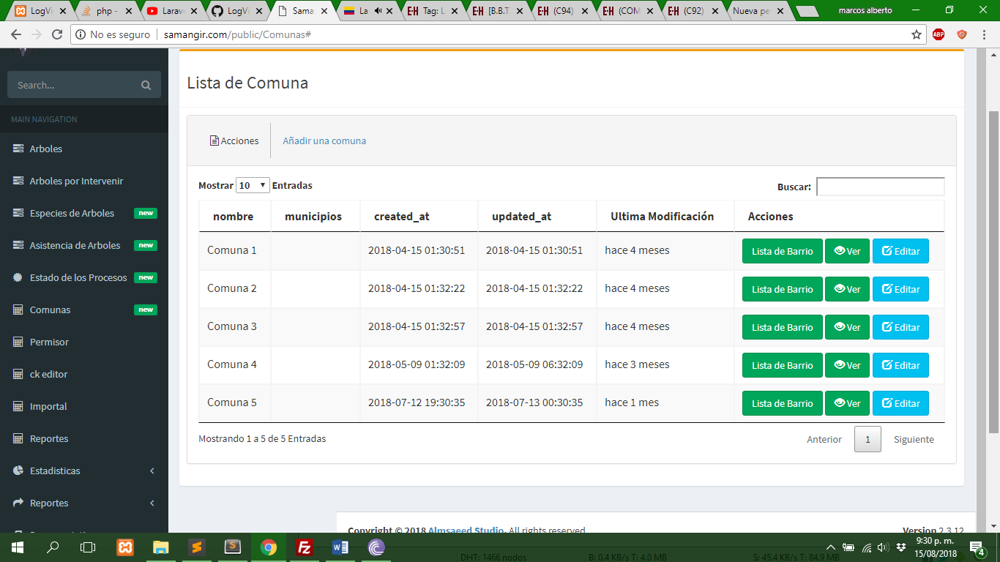 LogVi
php -
Larave
LogVi
Sama
La
Tag: L
[B.B.T
(C94)
(COM
(C92)
Nueva pe
marcos alberto
No es seguro | samangir.com/public/Comunas#
ABP
Search...
MAIN NAVIGATION
Arboles
Arboles por Intervenir
Especies de Arboles new
Asistencia de Arboles new
Estado de los Procesos new
Comunas new
Permisor
ck editor
Importal
Reportes
Estadisticas
Reportes
Lista de Comuna
Acciones Añadir una comuna
Mostrar 10 Entradas Buscar:
nombre municipios created_at updated_at Ultima Modificación Acciones
Comuna 1 2018-04-15 01:30:51 2018-04-15 01:30:51 hace 4 meses Lista de Barrio Ver Editar
Comuna 2 2018-04-15 01:32:22 2018-04-15 01:32:22 hace 4 meses Lista de Barrio Ver Editar
Comuna 3 2018-04-15 01:32:57 2018-04-15 01:32:57 hace 4 meses Lista de Barrio Ver Editar
Comuna 4 2018-05-09 01:32:09 2018-05-09 06:32:09 hace 3 meses Lista de Barrio Ver Editar
Comuna 5 2018-07-12 19:30:35 2018-07-13 00:30:35 hace 1 mes Lista de Barrio Ver Editar
Mostrando 1 a 5 de 5 Entradas Anterior 1 Siguiente
Copyright © 2018 Almsaeed Studio. All rights reserved Version 2.3.12
DHT: 1466 nodos B: 0.4 KB/s T: 4.0 MB S: 45.4 KB/s T: 84.9 MB
9:30 p. m.
15/08/2018
4